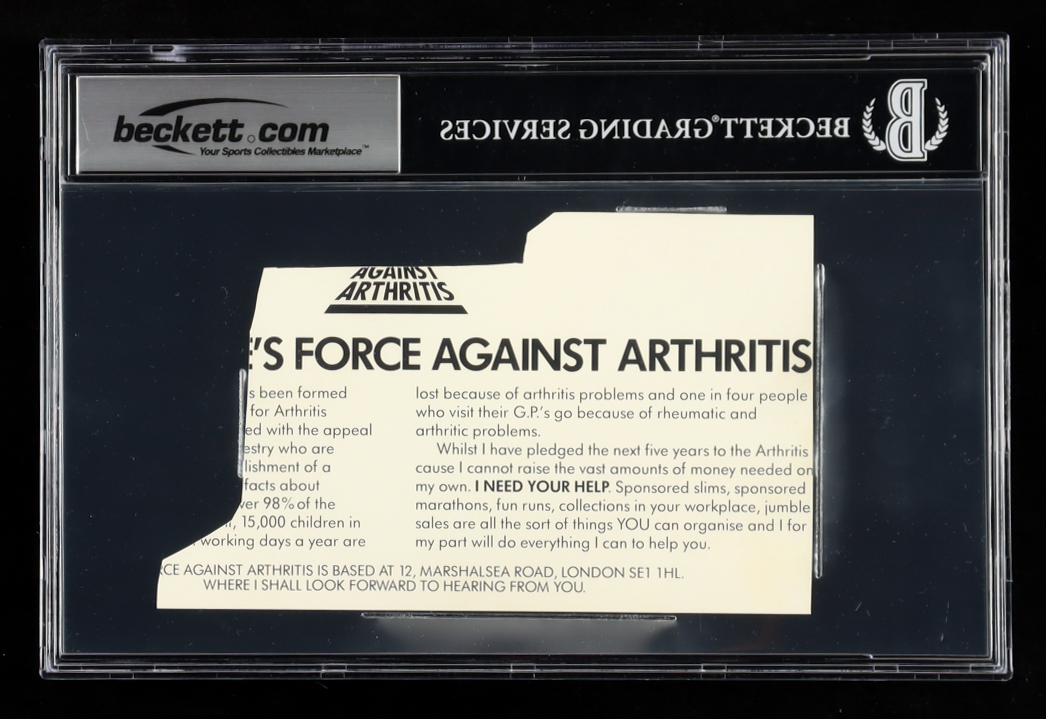 beckett.com
Your Sports Collectibles Marketplace™
BECKETT® GRADING SERVICES
B
AGAINST
ARTHRITIS
'S FORCE AGAINST ARTHRITIS
s been formed
for Arthritis
ed with the appeal
estry who are
lishment of a
facts about
ver 98% of the
, 15,000 children in
working days a year are
lost because of arthritis problems and one in four people
who visit their G.P.'s go because of rheumatic and
arthritic problems.
Whilst I have pledged the next five years to the Arthritis
cause I cannot raise the vast amounts of money needed on
my own. I NEED YOUR HELP. Sponsored slims, sponsored
marathons, fun runs, collections in your workplace, jumble
sales are all the sort of things YOU can organise and I for
my part will do everything I can to help you.
RCE AGAINST ARTHRITIS IS BASED AT 12, MARSHALSEA ROAD, LONDON SE1 1HL.
WHERE I SHALL LOOK FORWARD TO HEARING FROM YOU.